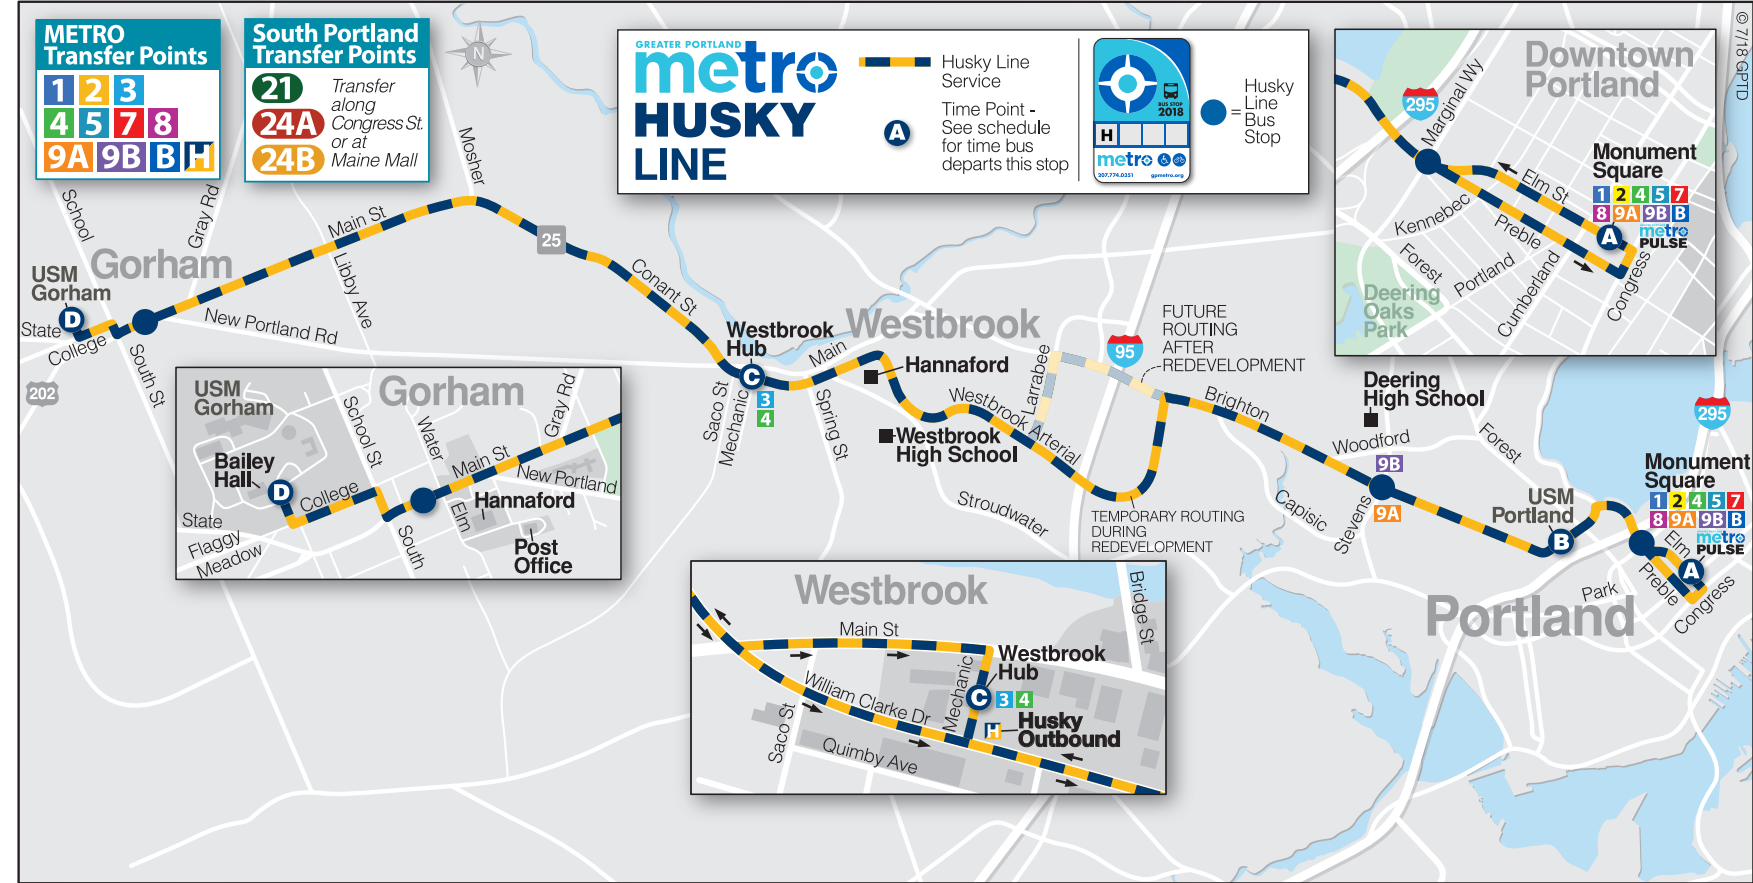 METRO
Transfer Points
1 2 3
4 5 7 8
9A 9B B H
South Portland
Transfer Points
21
24A
24B
Transfer
along
Congress St.
or at
Maine Mall
N
GREATER PORTLAND
metro
HUSKY
LINE
Husky Line
Service
A
Time Point -
See schedule
for time bus
departs this stop
BUS STOP
2018
H
metro
207.774.0351
gpmetro.org
=
Husky
Line
Bus
Stop
© 7/18 GPTD
Downtown
Portland
295
Marginal Wy
Monument
Square
1 2 4 5 7
8 9A 9B B
metro
PULSE
A
Elm St
Kennebec
Preble
Forest
Portland
Cumberland
Congress
Deering
Oaks
Park
School
Gray Rd
Mosher
Main St
Libby Ave
25
Conant St
Gorham
USM
Gorham
D
State
College
South St
New Portland Rd
202
Westbrook
Hub
C
3
4
Westbrook
Main
Saco St
Mechanic
Spring St
Hannaford
Westbrook
High School
Westbrook Arterial
Larrabee
95
FUTURE
ROUTING
AFTER
REDEVELOPMENT
TEMPORARY ROUTING
DURING
REDEVELOPMENT
Stroudwater
Brighton
Capisic
Stevens
Woodford
9B
9A
Deering
High School
Forest
295
USM
Portland
B
Monument
Square
1 2 4 5 7
8 9A 9B B
metro
PULSE
Elm
A
Preble
Congress
Park
Portland
USM
Gorham
Gorham
School St
Water
Gray Rd
Main St
New Portland
Bailey
Hall
D
College
Hannaford
Elm
State
Flaggy
Meadow
South
Post
Office
Westbrook
Bridge St
Main St
Westbrook
Hub
C
3 4
Mechanic
William Clarke Dr
H
Husky
Outbound
Saco St
Quimby Ave